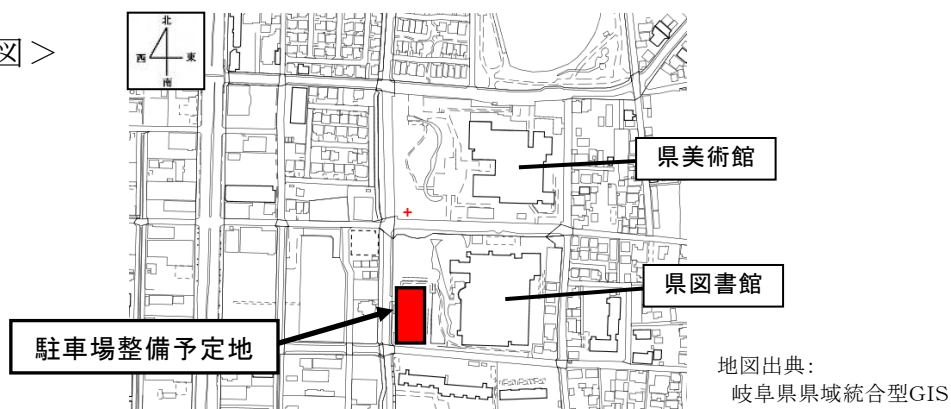 図>
北
西 東
南
県美術館
県図書館
駐車場整備予定地
地図出典:
岐阜県県域統合型GIS